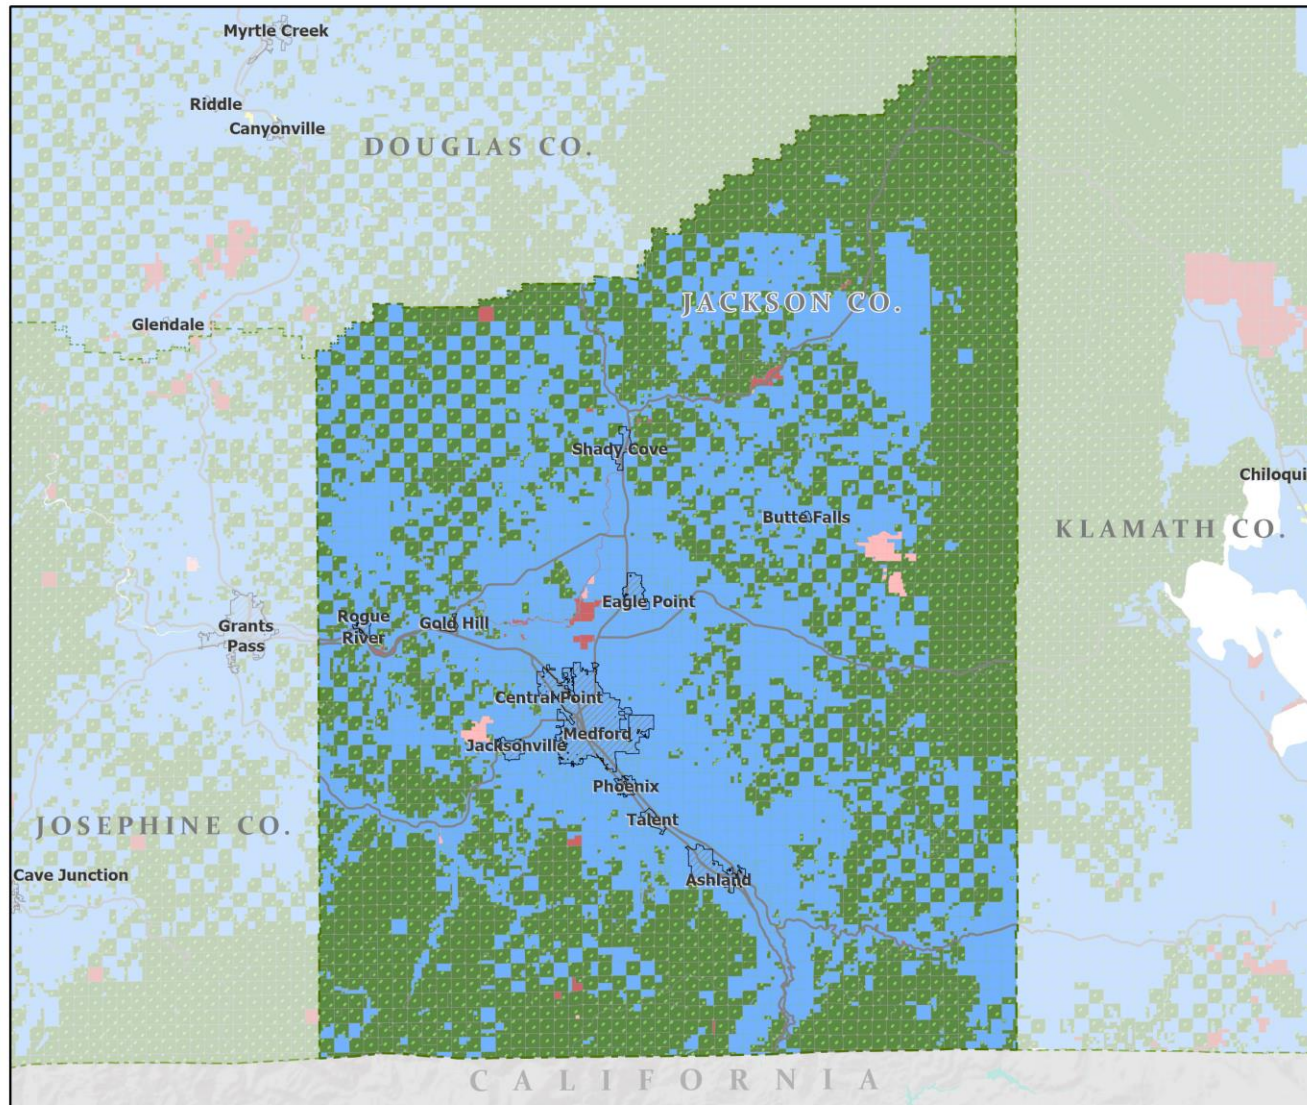 Myrtle Creek
Riddle
Canyonville
DOUGLAS CO.
JACKSON CO.
Glendale
Shady Cove
Chiloqui
Butte Falls
KLAMATH CO.
Eagle Point
Rogue
River
Gold Hill
Grants
Pass
Central Point
Medford
Jacksonville
Phoenix
Talent
JOSEPHINE CO.
Cave Junction
Ashland
CALIFORNIA